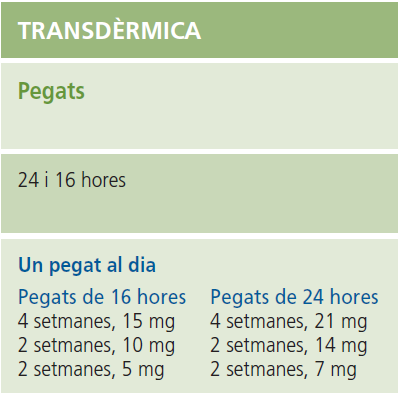 TRANSDÈRMICA
Pegats
24 i 16 hores
Un pegat al dia
Pegats de 16 hores
4 setmanes, 15 mg
2 setmanes, 10 mg
2 setmanes, 5 mg
Pegats de 24 hores
4 setmanes, 21 mg
2 setmanes, 14 mg
2 setmanes, 7 mg